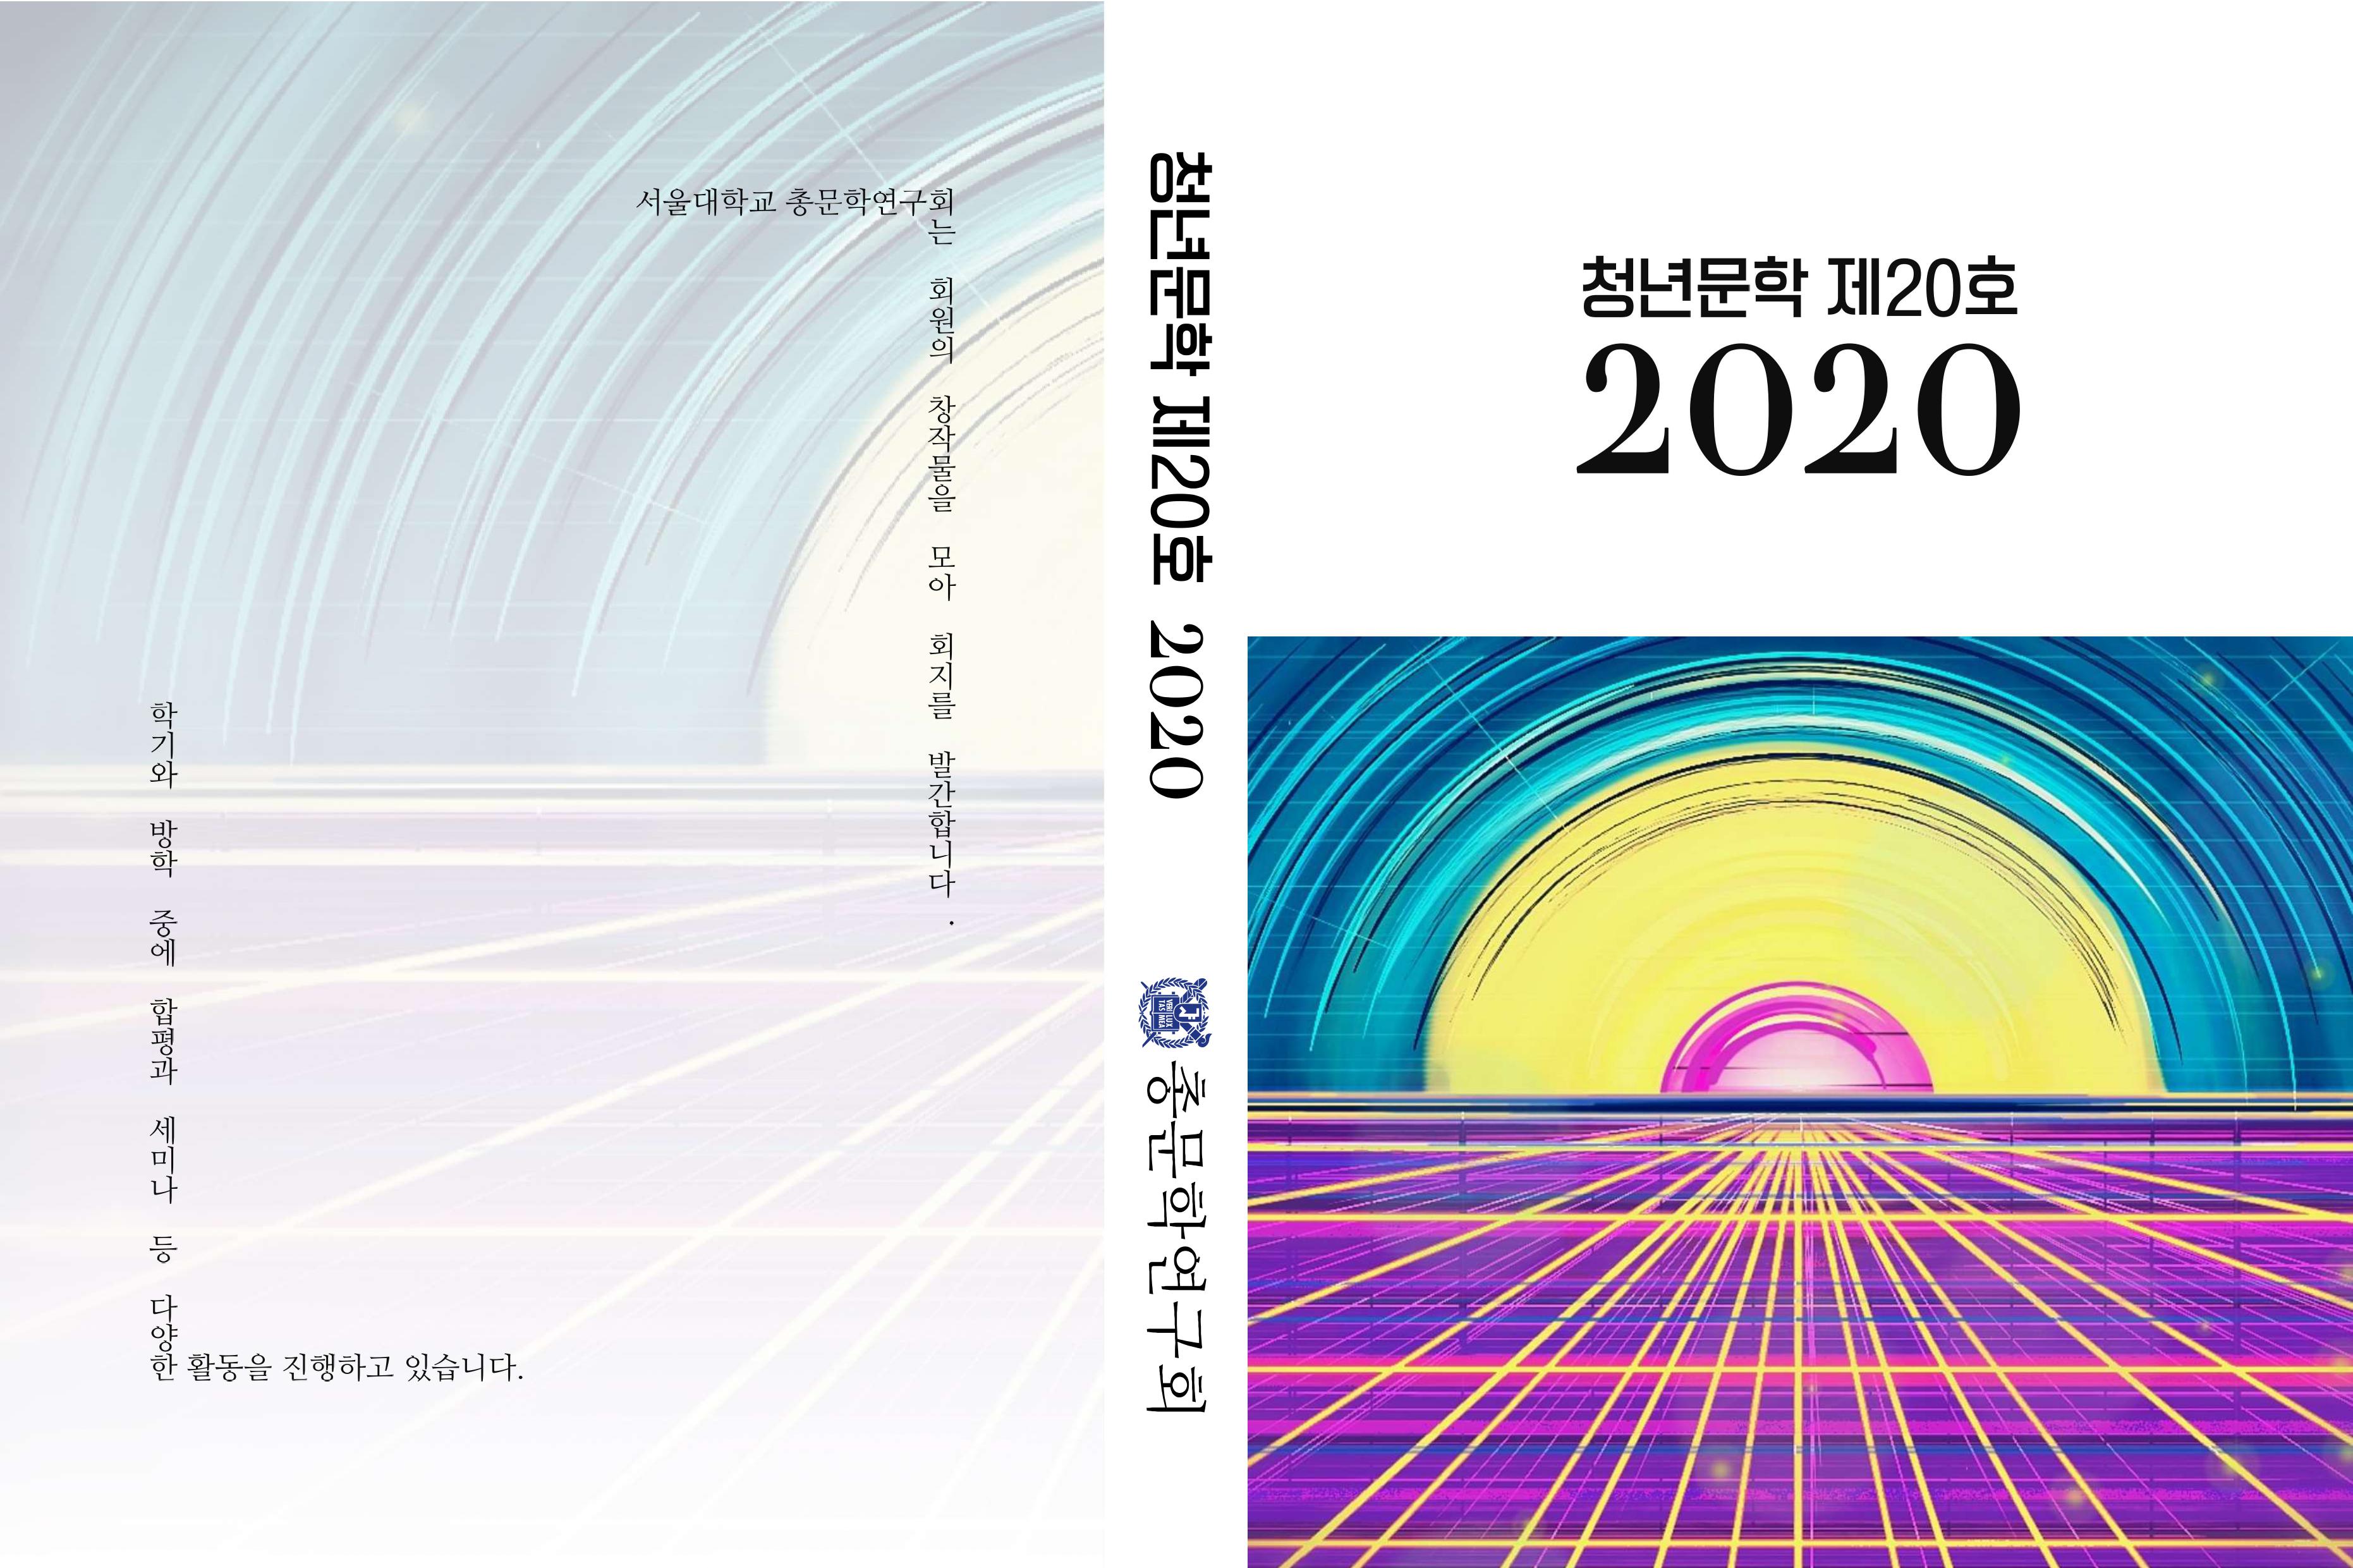 서울대학교 총문학연구회는 회원의 창작물을 모아 회지를 발간합니다.
학기와 방학 중에 합평과 세미나 등 다양한 활동을 진행하고 있습니다.
청년문학 제20호 2020
VERI LUX
TAS MEA
총문학연구회
청년문학 제20호
2020